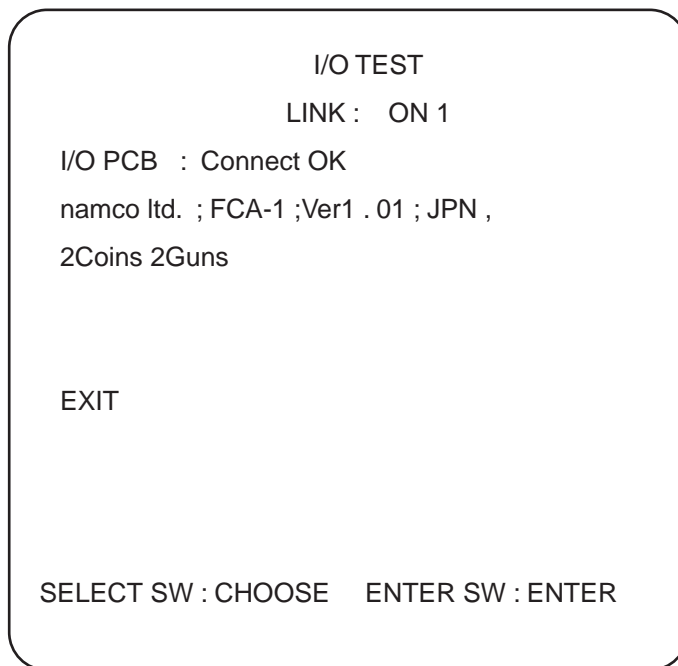 I/O TEST
LINK : ON 1
I/O PCB : Connect OK
namco ltd. ; FCA-1 ;Ver1 . 01 ; JPN ,
2Coins 2Guns
EXIT
SELECT SW : CHOOSE ENTER SW : ENTER